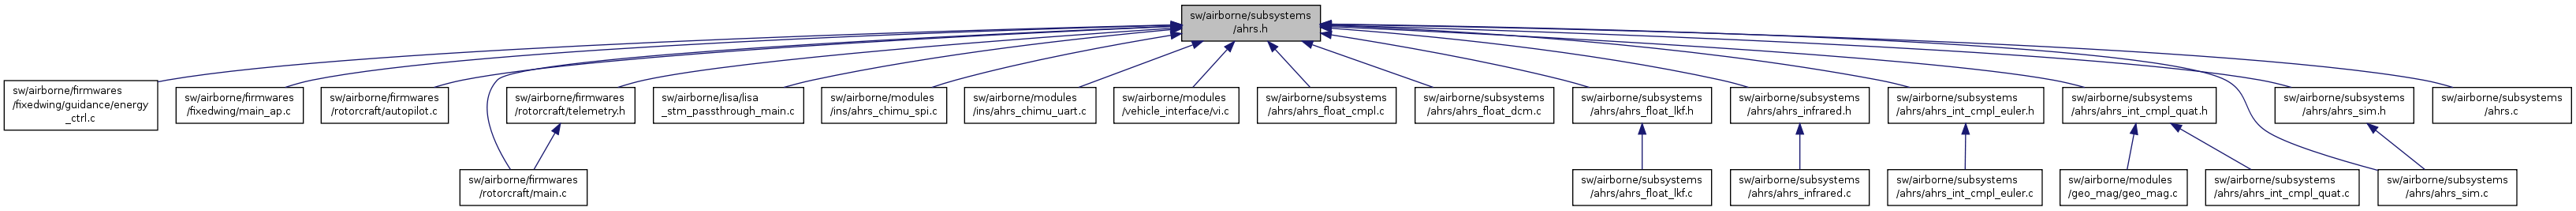 sw/airborne/subsystems
/ahrs.h
sw/airborne/firmwares
/fixedwing/guidance/energy
_ctrl.c
sw/airborne/firmwares
/fixedwing/main_ap.c
sw/airborne/firmwares
/rotorcraft/autopilot.c
sw/airborne/firmwares
/rotorcraft/telemetry.h
sw/airborne/lisa/lisa
_stm_passthrough_main.c
sw/airborne/modules
/ins/ahrs_chimu_spi.c
sw/airborne/modules
/ins/ahrs_chimu_uart.c
sw/airborne/modules
/vehicle_interface/vi.c
sw/airborne/subsystems
/ahrs/ahrs_float_cmpl.c
sw/airborne/subsystems
/ahrs/ahrs_float_dcm.c
sw/airborne/subsystems
/ahrs/ahrs_float_lkf.h
sw/airborne/subsystems
/ahrs/ahrs_infrared.h
sw/airborne/subsystems
/ahrs/ahrs_int_cmpl_euler.h
sw/airborne/subsystems
/ahrs/ahrs_int_cmpl_quat.h
sw/airborne/subsystems
/ahrs/ahrs_sim.h
sw/airborne/subsystems
/ahrs.c
sw/airborne/firmwares
/rotorcraft/main.c
sw/airborne/subsystems
/ahrs/ahrs_float_lkf.c
sw/airborne/subsystems
/ahrs/ahrs_infrared.c
sw/airborne/subsystems
/ahrs/ahrs_int_cmpl_euler.c
sw/airborne/modules
/geo_mag/geo_mag.c
sw/airborne/subsystems
/ahrs/ahrs_int_cmpl_quat.c
sw/airborne/subsystems
/ahrs/ahrs_sim.c